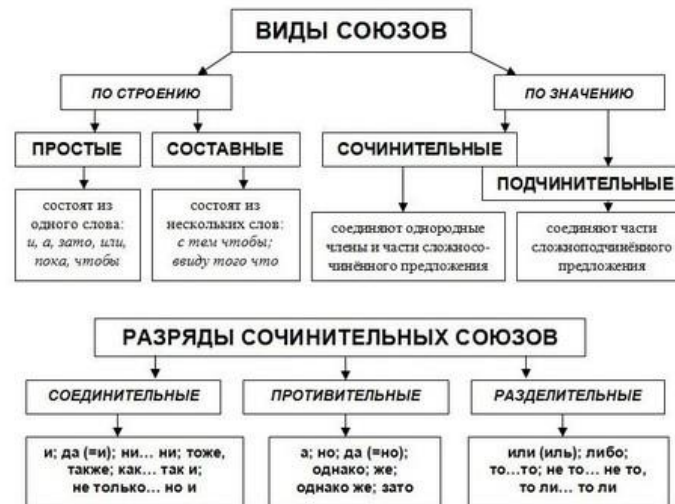 ВИДЫ СОЮЗОВ
ПО СТРОЕНИЮ
ПО ЗНАЧЕНИЮ
ПРОСТЫЕ
СОСТАВНЫЕ
СОЧИНИТЕЛЬНЫЕ
ПОДЧИНИТЕЛЬНЫЕ
состоят из
одного слова:
и, а, зато, или,
пока, чтобы
состоят из
нескольких слов:
с тем чтобы;
ввиду того что
соединяют однородные
члены и части сложносо-
чинённого предложения
соединяют части
сложноподчинённого
предложения
РАЗРЯДЫ СОЧИНИТЕЛЬНЫХ СОЮЗОВ
СОЕДИНИТЕЛЬНЫЕ
ПРОТИВИТЕЛЬНЫЕ
РАЗДЕЛИТЕЛЬНЫЕ
и; да (=и); ни... ни; тоже,
также; как... так и;
не только... но и
а; но; да (=но);
однако; же;
однако же; зато
или (иль); либо;
то...то; не то... не то,
то ли... то ли